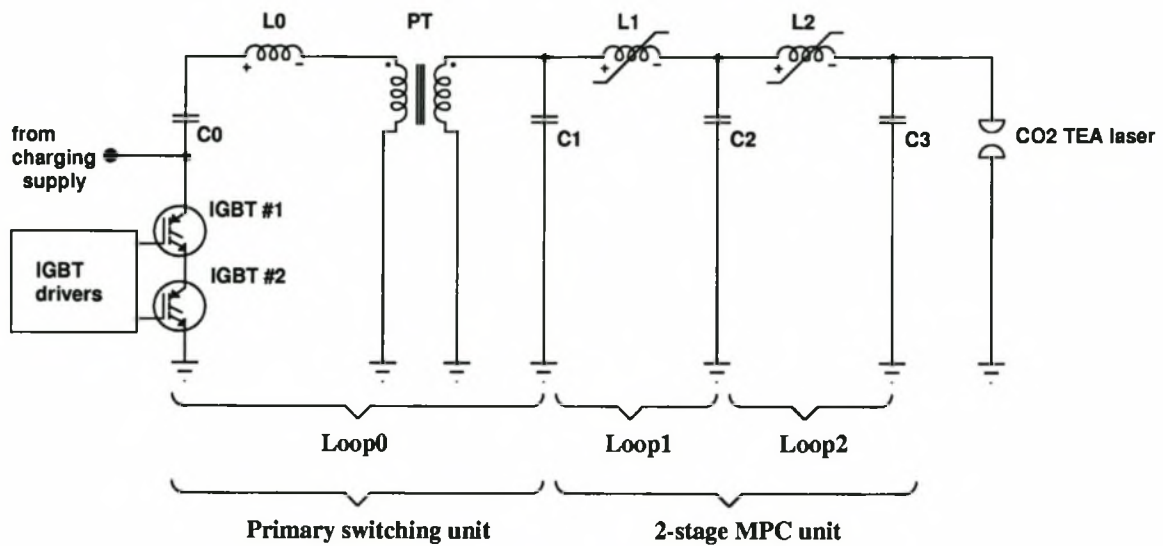 L0
PT
L1
L2
+ -
+ -
+ -
from
charging
supply
C0
C1
C2
C3
CO2 TEA laser
IGBT #1
IGBT #2
IGBT
drivers
Loop0
Loop1
Loop2
Primary switching unit
2-stage MPC unit